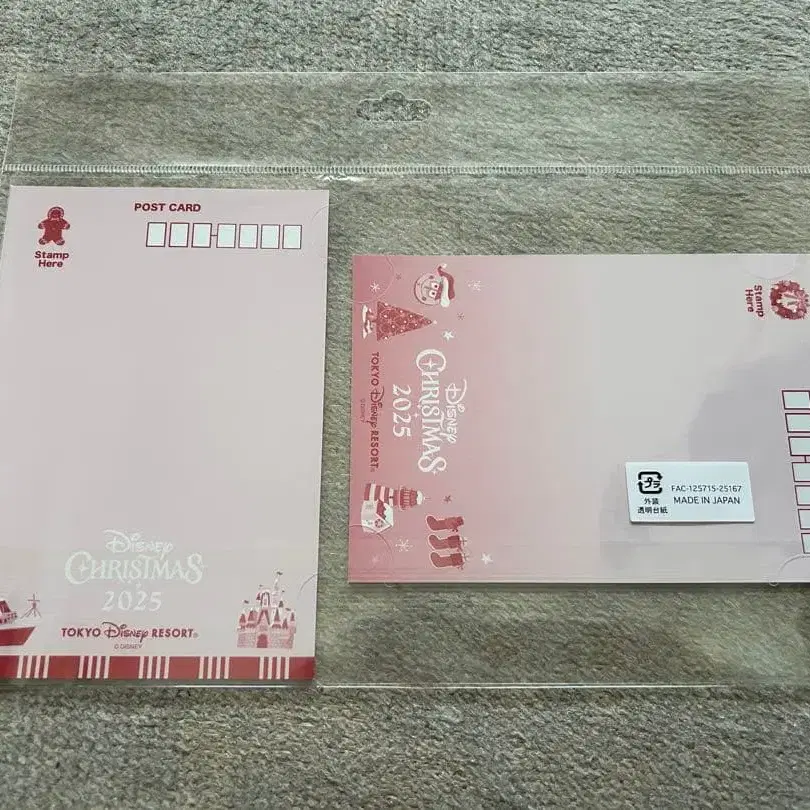 POST CARD
Stamp
Here
Disney
CHRISTMAS
2025
TOKYO Disney RESORT®
© DISNEY
Stamp
Here
Disney
CHRISTMAS
2025
TOKYO Disney RESORT®
© DISNEY
プラ
外装
透明台紙
FAC-12571S-25167
MADE IN JAPAN